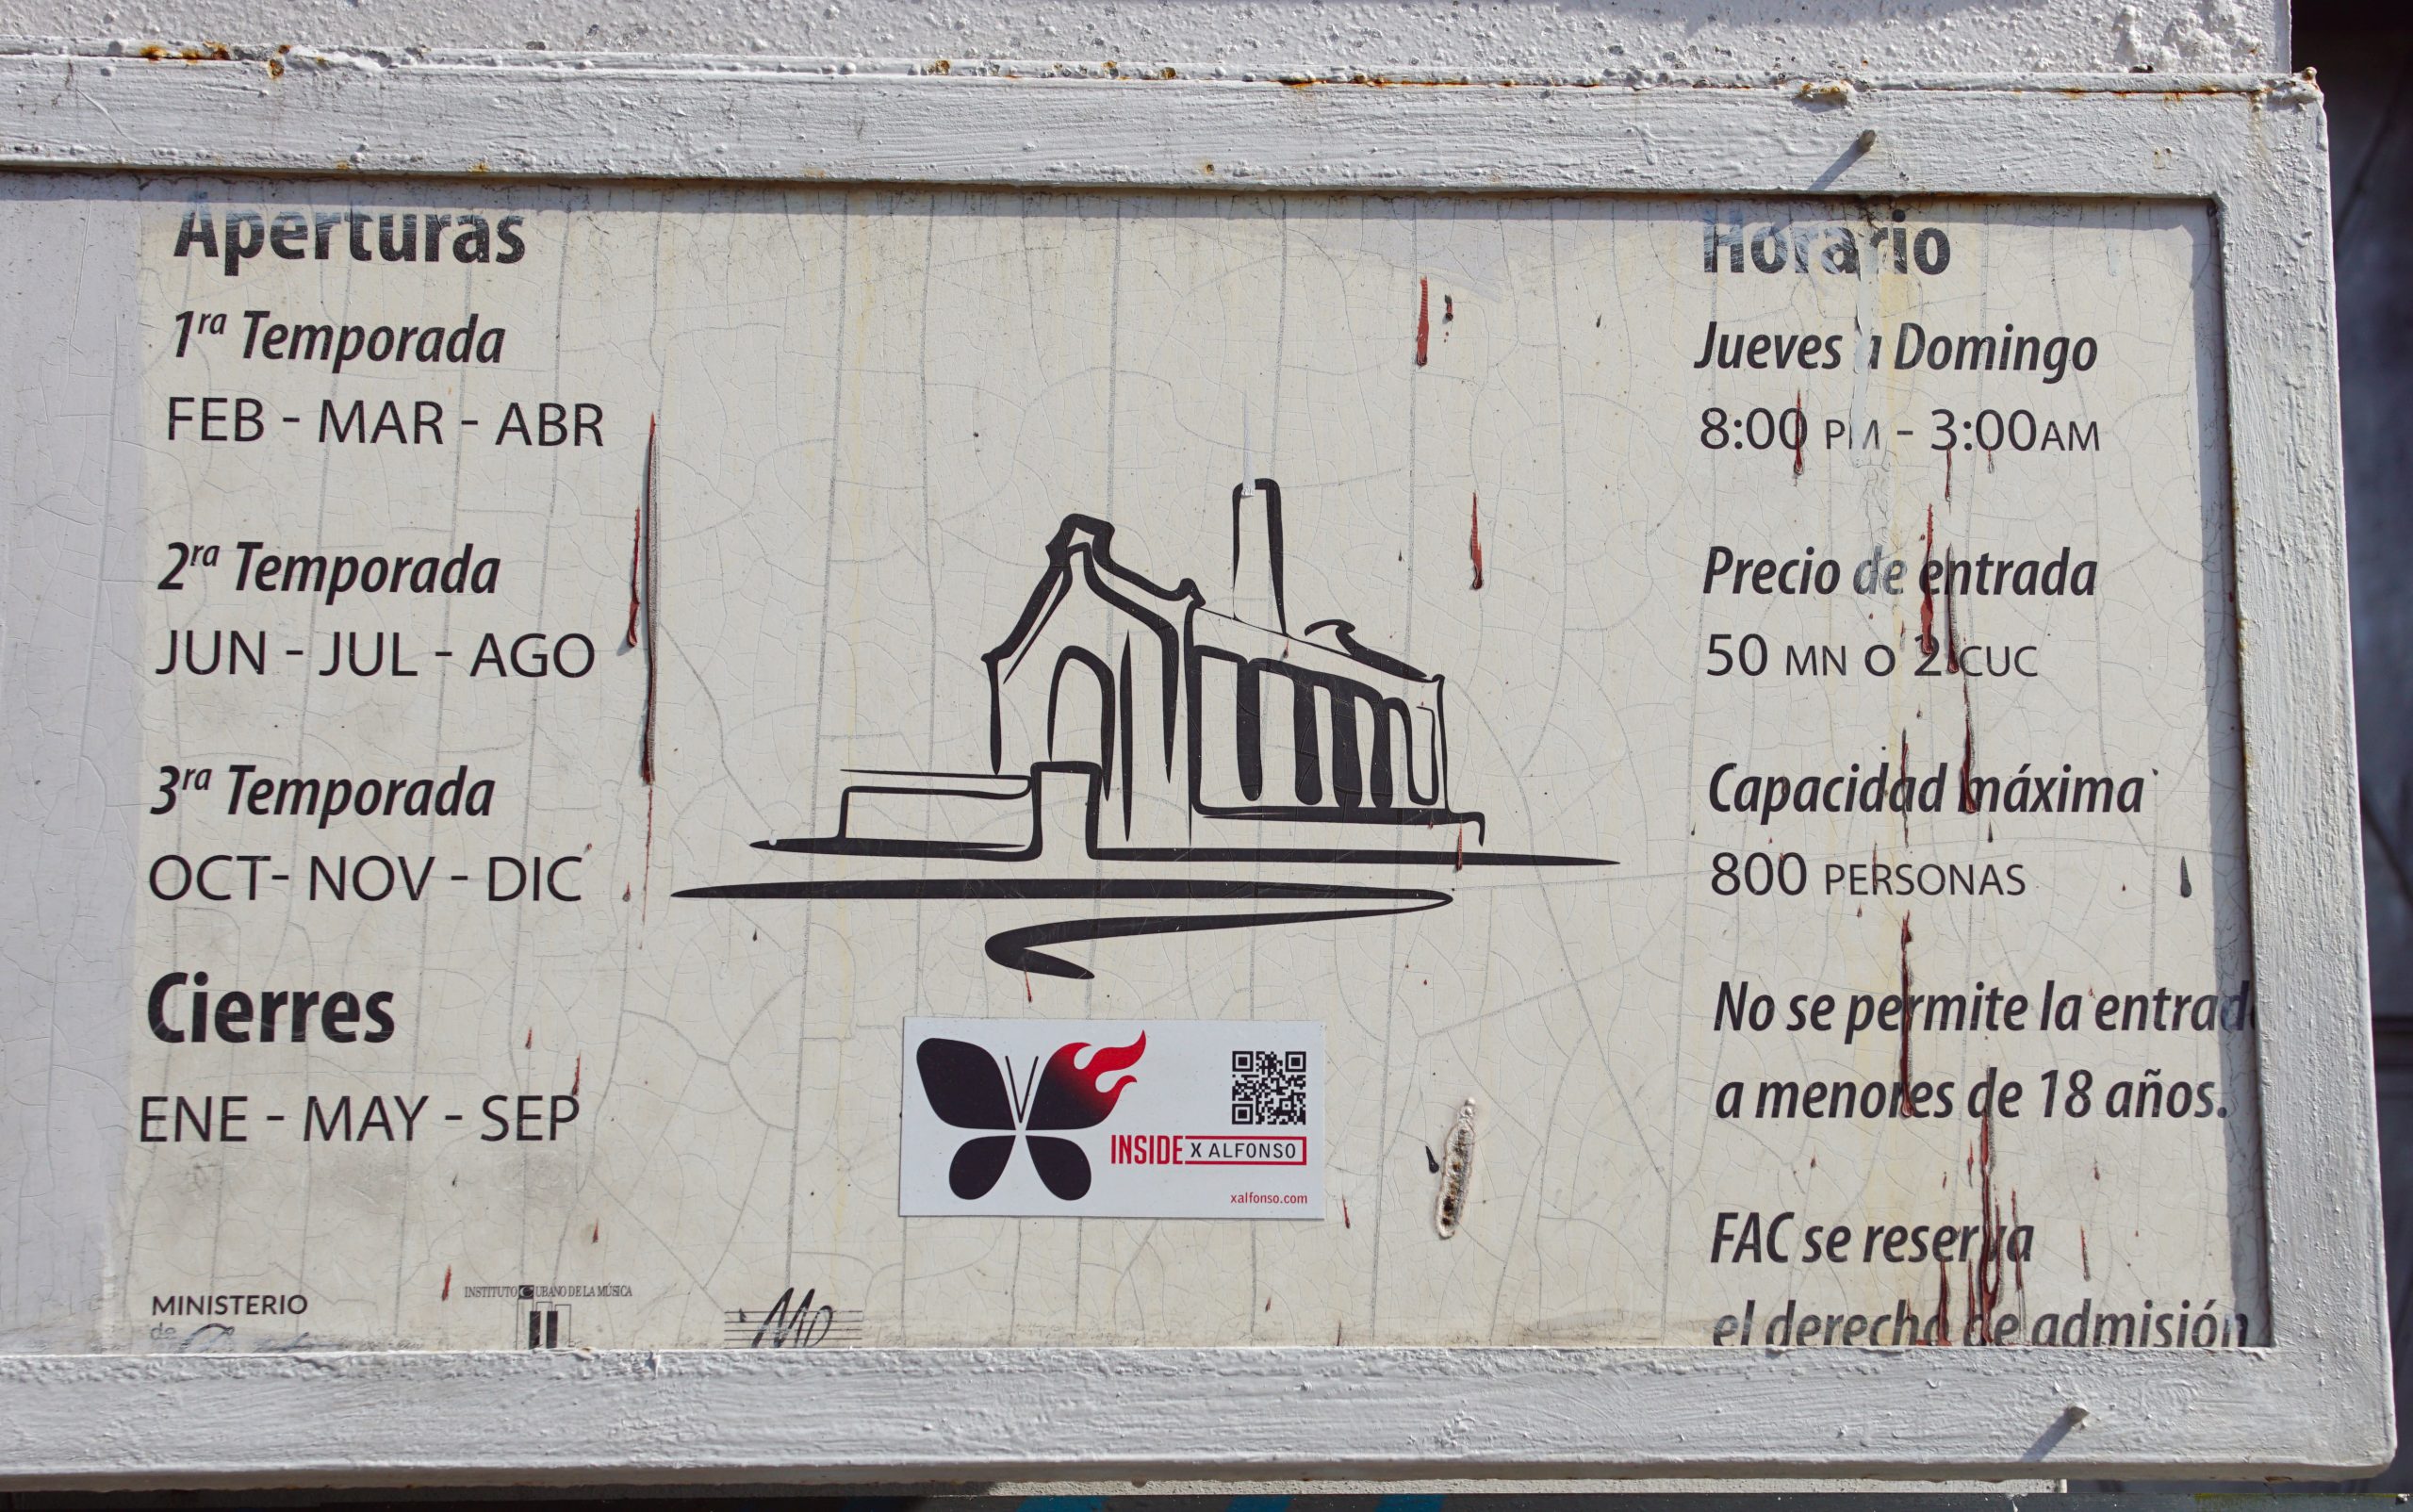 Aperturas
1ra Temporada
FEB - MAR - ABR
2ra Temporada
JUN - JUL - AGO
3ra Temporada
OCT- NOV - DIC
Cierres
ENE - MAY - SEP
MINISTERIO
de
INSTITUTO CUBANO DE LA MÚSICA
INSIDE X ALFONSO
xalfonso.com
Horario
Jueves a Domingo
8:00 PM - 3:00AM
Precio de entrada
50 MN O 2 CUC
Capacidad máxima
800 PERSONAS
No se permite la entrad
a menores de 18 años.
FAC se reserva
el derecho de admisión